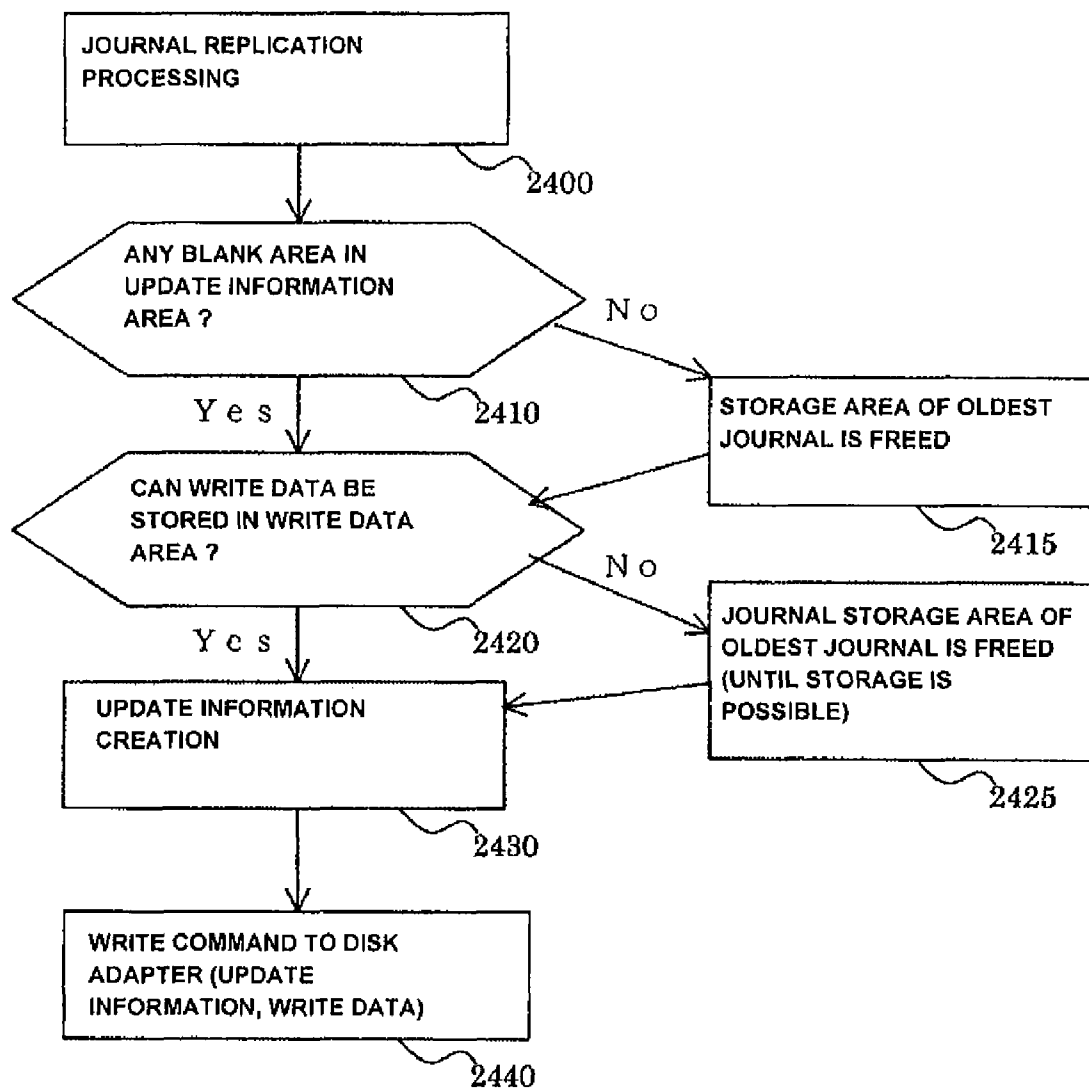 JOURNAL REPLICATION
PROCESSING
2400
ANY BLANK AREA IN
UPDATE INFORMATION
AREA ?
No
Yes
2410
STORAGE AREA OF OLDEST
JOURNAL IS FREED
2415
CAN WRITE DATA BE
STORED IN WRITE DATA
AREA ?
No
Yes
2420
JOURNAL STORAGE AREA OF
OLDEST JOURNAL IS FREED
(UNTIL STORAGE IS
POSSIBLE)
2425
UPDATE INFORMATION
CREATION
2430
WRITE COMMAND TO DISK
ADAPTER (UPDATE
INFORMATION, WRITE DATA)
2440